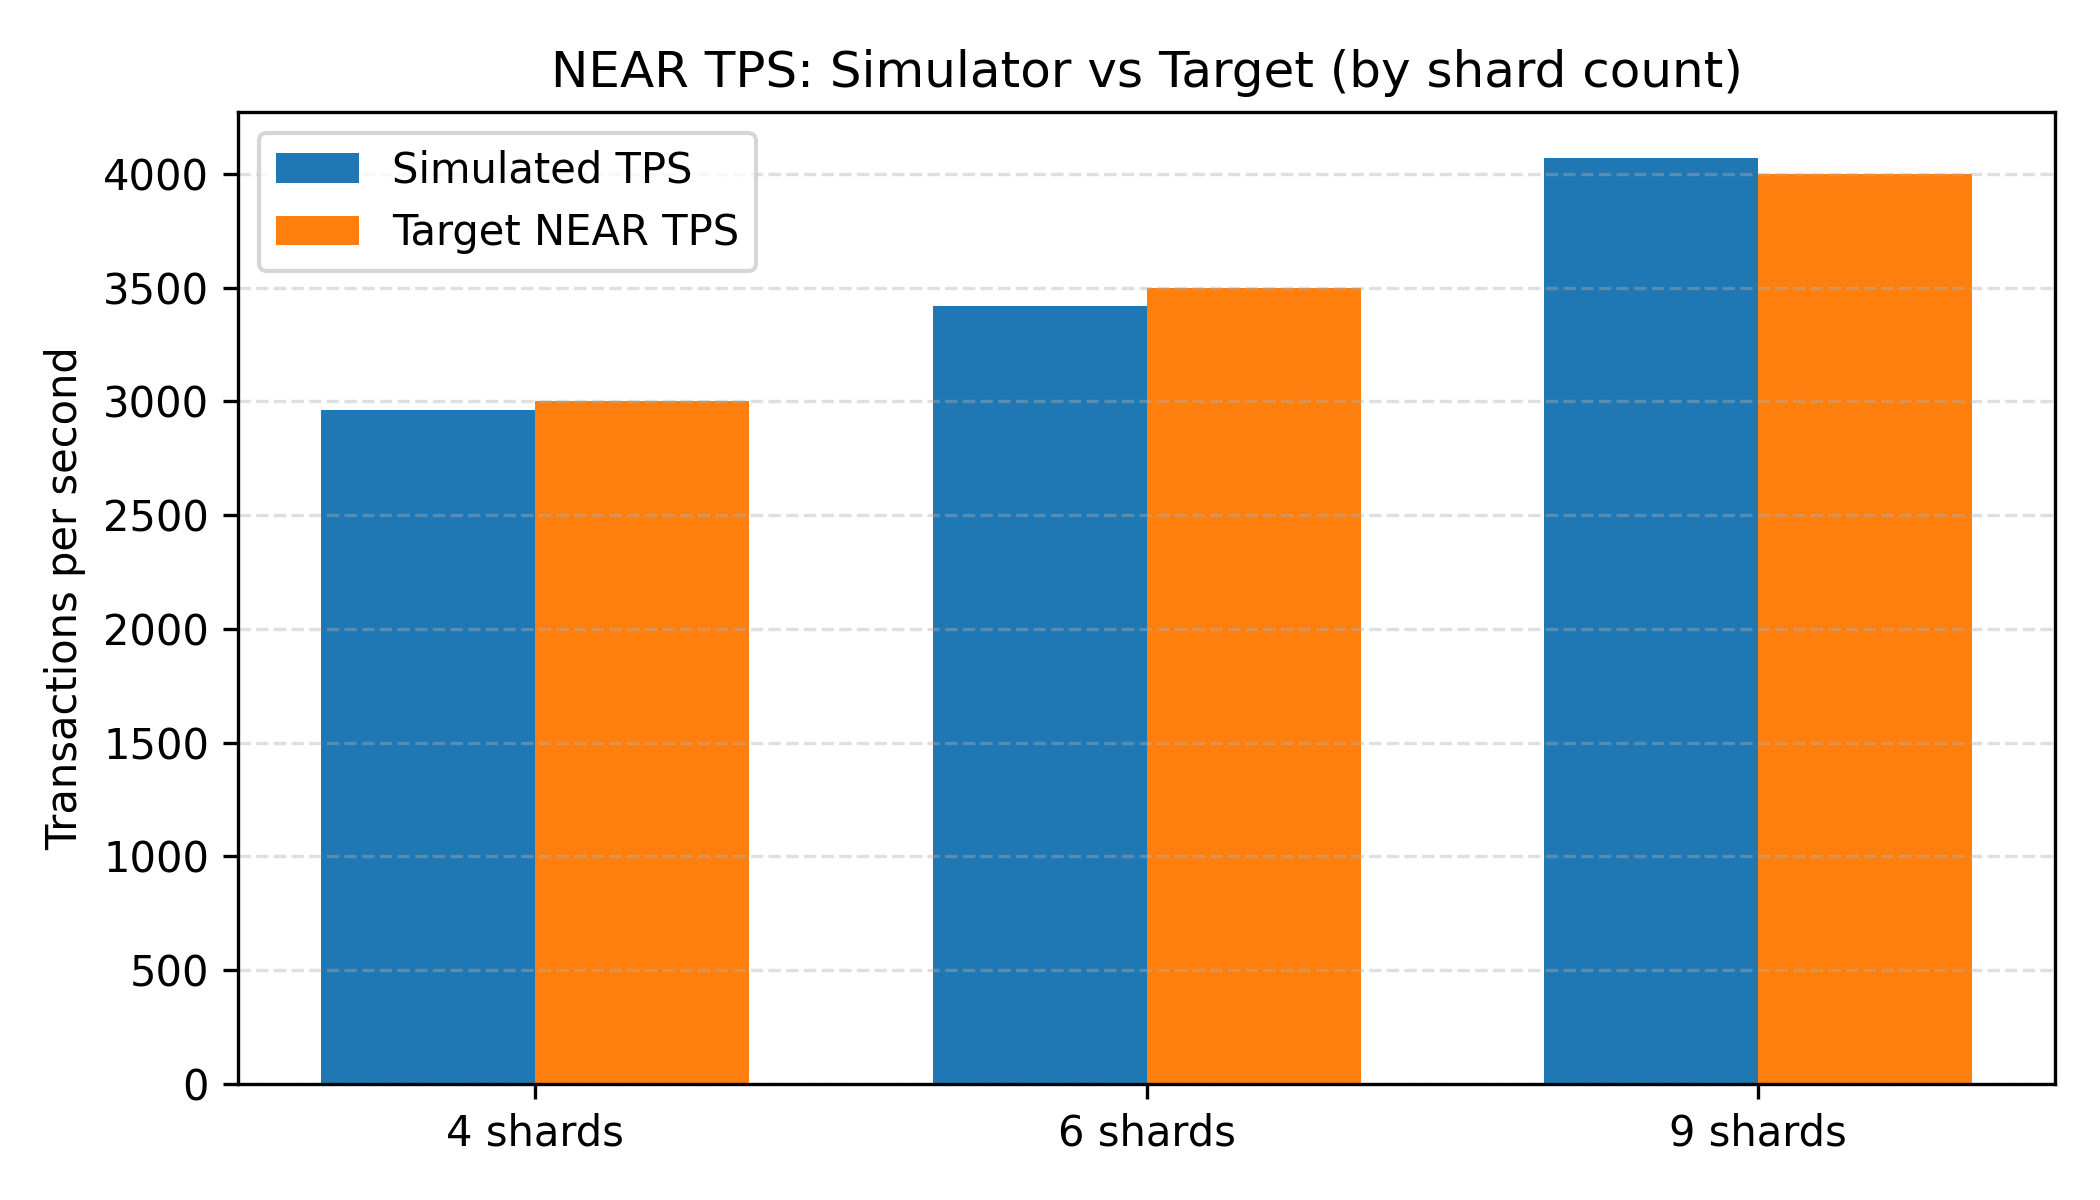 NEAR TPS: Simulator vs Target (by shard count)
Simulated TPS
Target NEAR TPS
Transactions per second
4000
3500
3000
2500
2000
1500
1000
500
0
4 shards
6 shards
9 shards